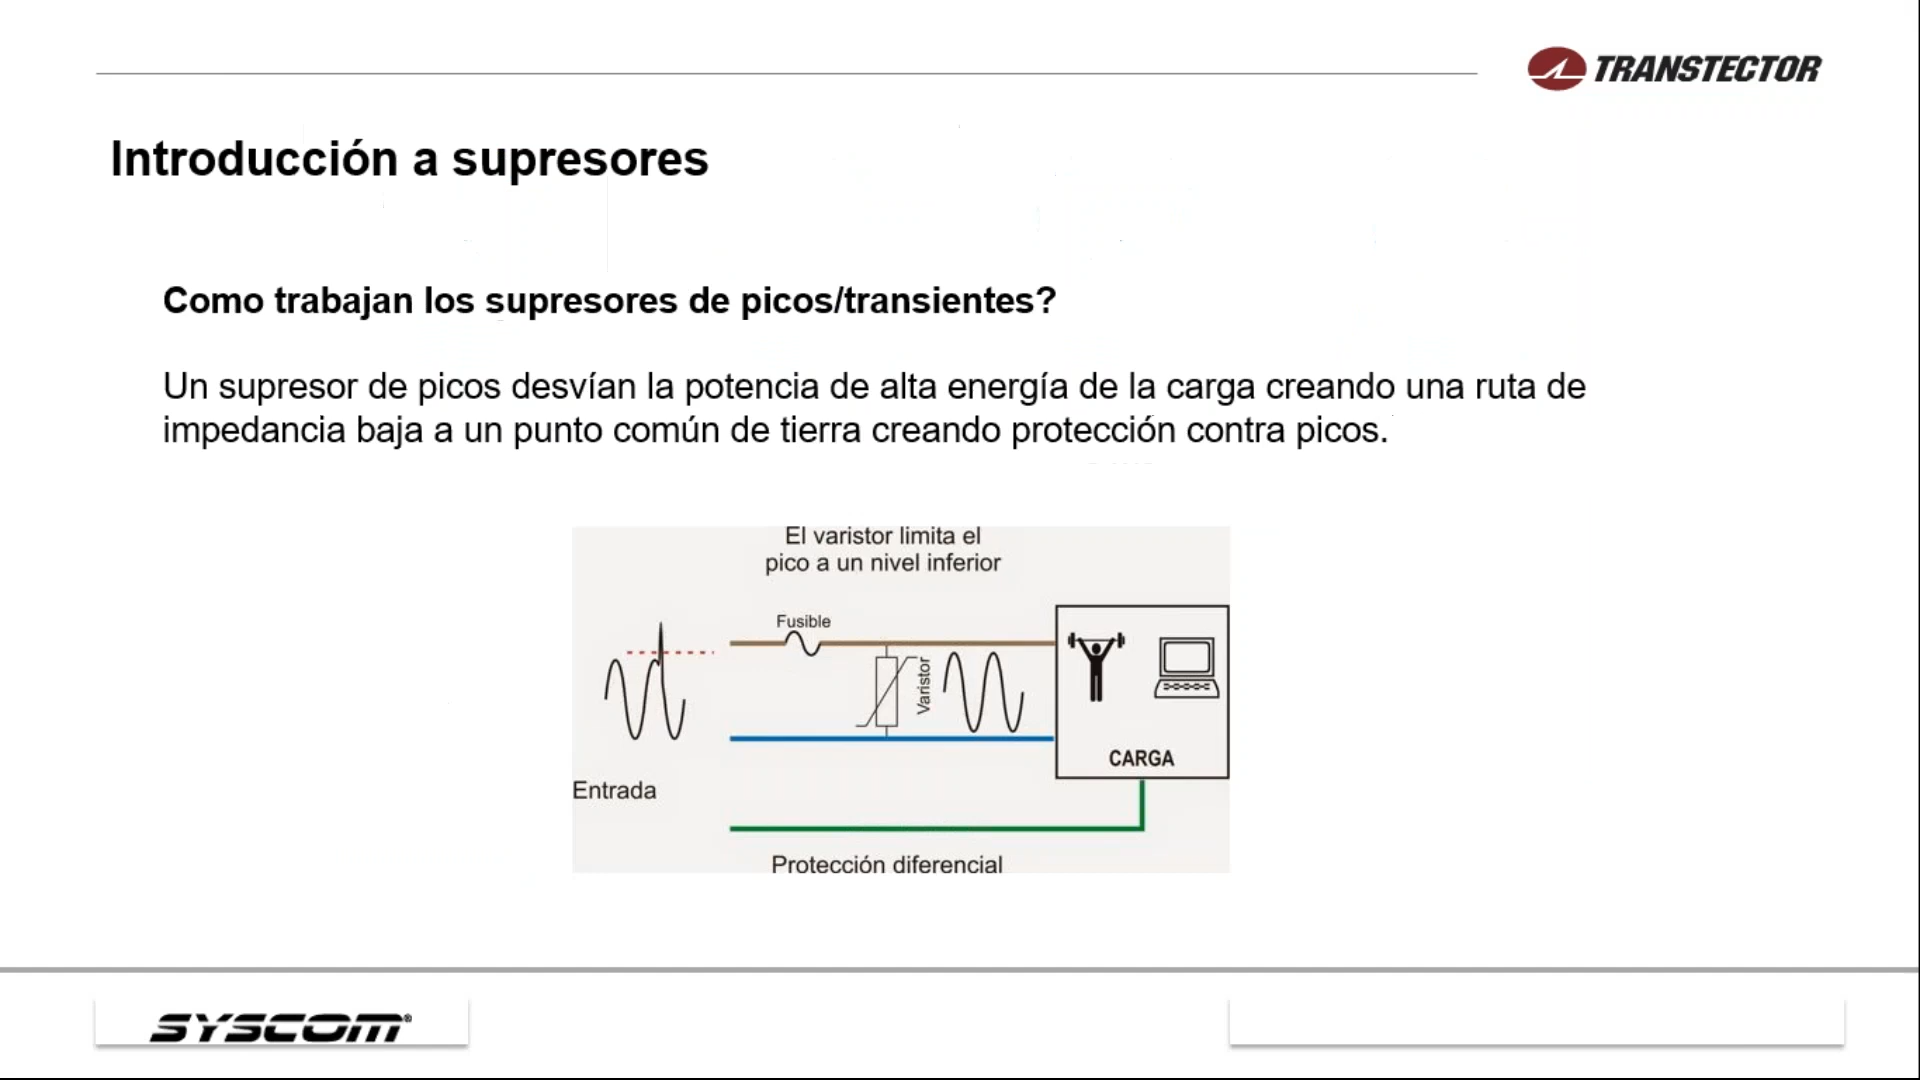 TRANSTECTOR
Introducción a supresores
Como trabajan los supresores de picos/transientes?
Un supresor de picos desvían la potencia de alta energía de la carga creando una ruta de
impedancia baja a un punto común de tierra creando protección contra picos.
El varistor limita el
pico a un nivel inferior
Fusible
Varistor
CARGA
Entrada
Protección diferencial
SYSCOM®